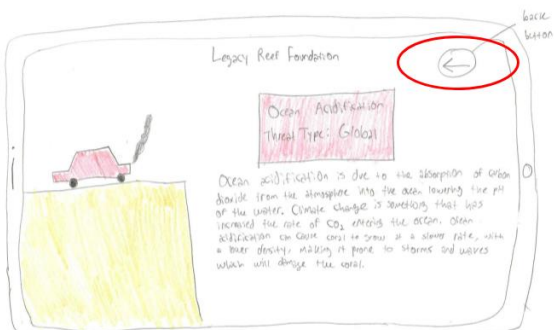 back
button
Legacy Reef Foundation
Ocean Acidification
Threat Type: Global
Ocean acidification is due to the absorption of carbon
dioxide from the atmosphere into the ocean lowering the pH
of the water. Climate change is something that has
increased the rate of CO₂ entering the ocean. Ocean
acidification can cause coral to grow at a slower rate, with
a lower density, making it prone to storms and waves
which will damage the coral.